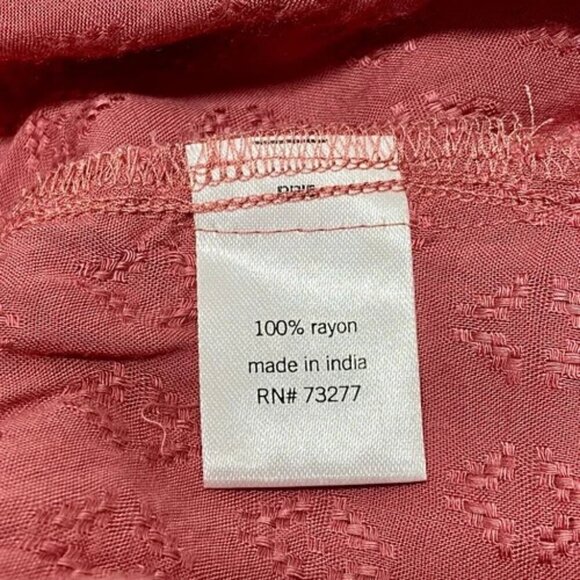 100% rayon
made in india
RN# 73277